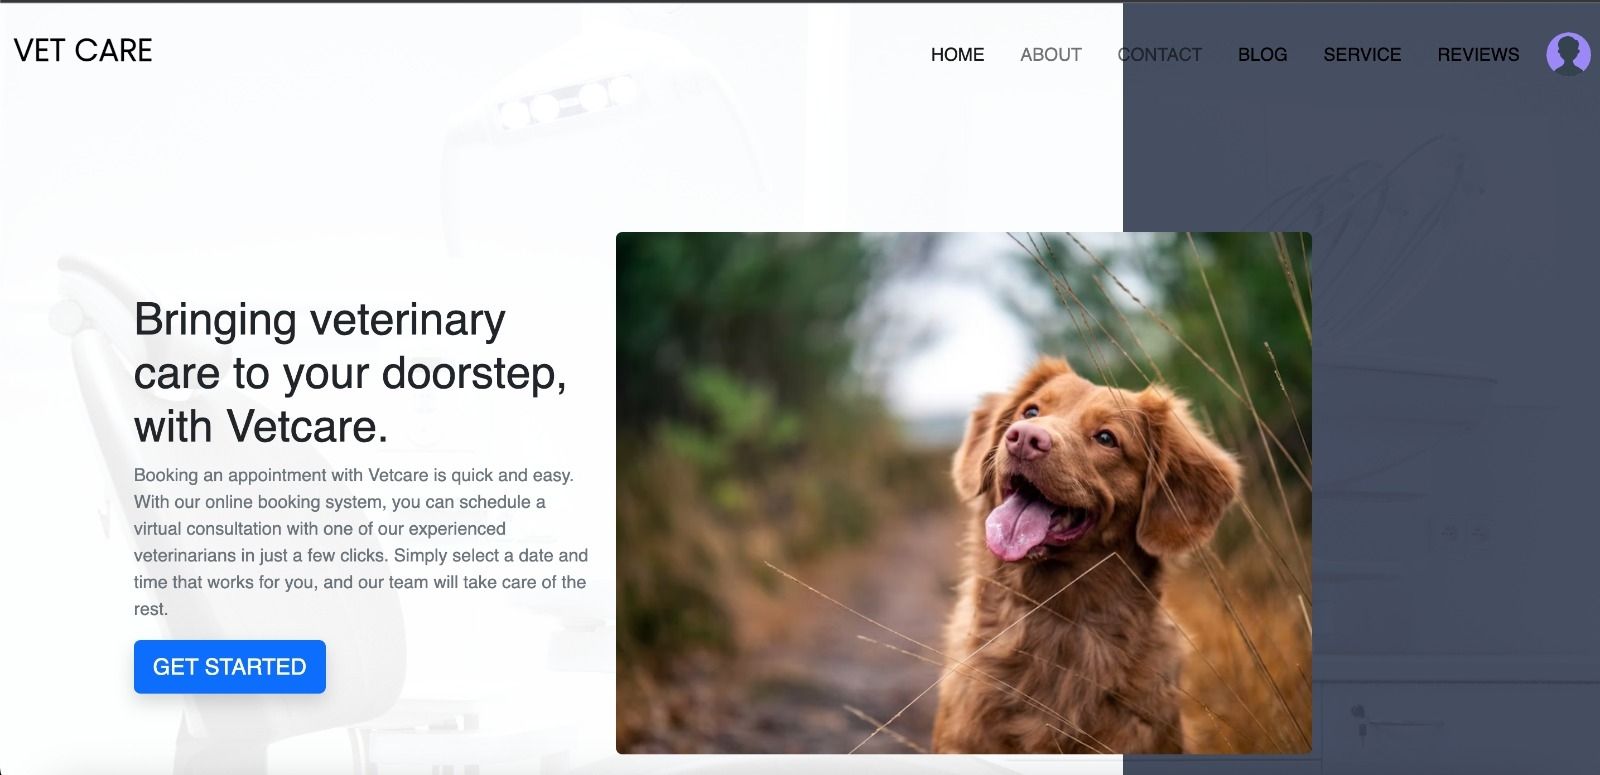 VET CARE
HOME ABOUT CONTACT BLOG SERVICE REVIEWS
Bringing veterinary
care to your doorstep,
with Vetcare.
Booking an appointment with Vetcare is quick and easy.
With our online booking system, you can schedule a
virtual consultation with one of our experienced
veterinarians in just a few clicks. Simply select a date and
time that works for you, and our team will take care of the
rest.
GET STARTED